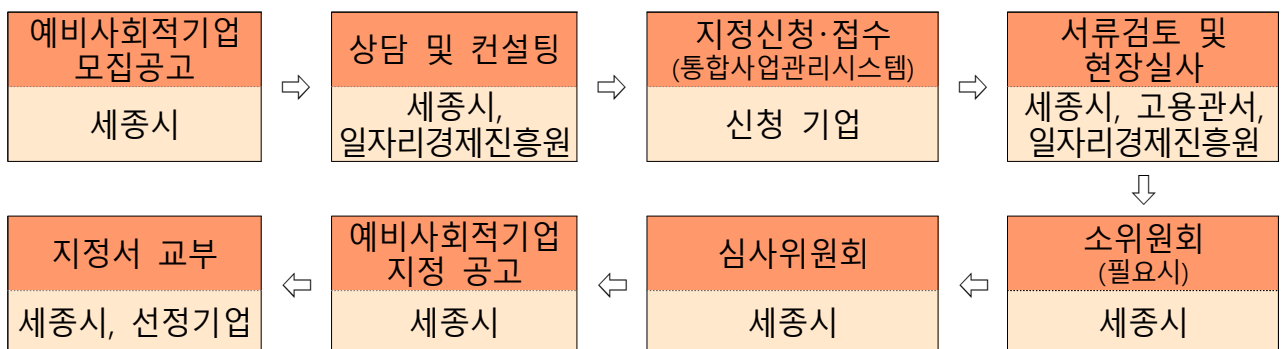 예비사회적기업
모집공고
세종시
상담 및 컨설팅
세종시,
일자리경제진흥원
지정신청·접수
(통합사업관리시스템)
신청 기업
서류검토 및
현장실사
세종시, 고용관서,
일자리경제진흥원
소위원회
(필요시)
세종시
심사위원회
세종시
예비사회적기업
지정 공고
세종시
지정서 교부
세종시, 선정기업